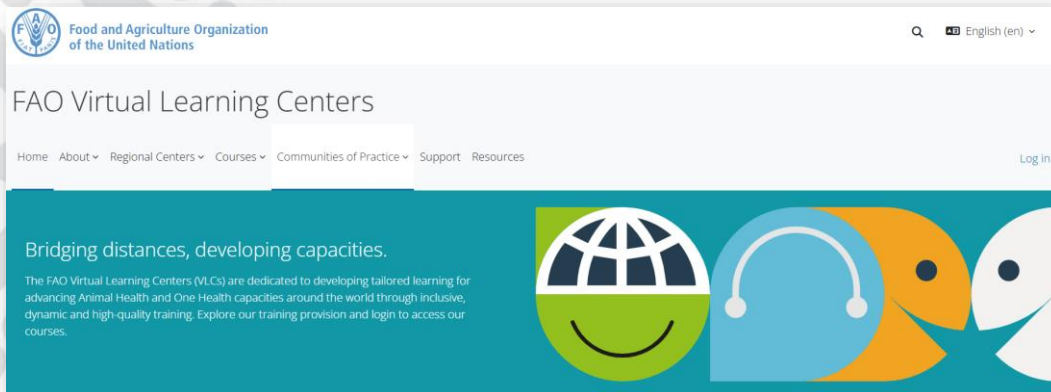 Food and Agriculture Organization
of the United Nations
English (en)
FAO Virtual Learning Centers
Home About Regional Centers Courses Communities of Practice Support Resources
Log in
Bridging distances, developing capacities.
The FAO Virtual Learning Centers (VLCs) are dedicated to developing tailored learning for
advancing Animal Health and One Health capacities around the world through inclusive,
dynamic and high-quality training. Explore our training provision and login to access our
courses.